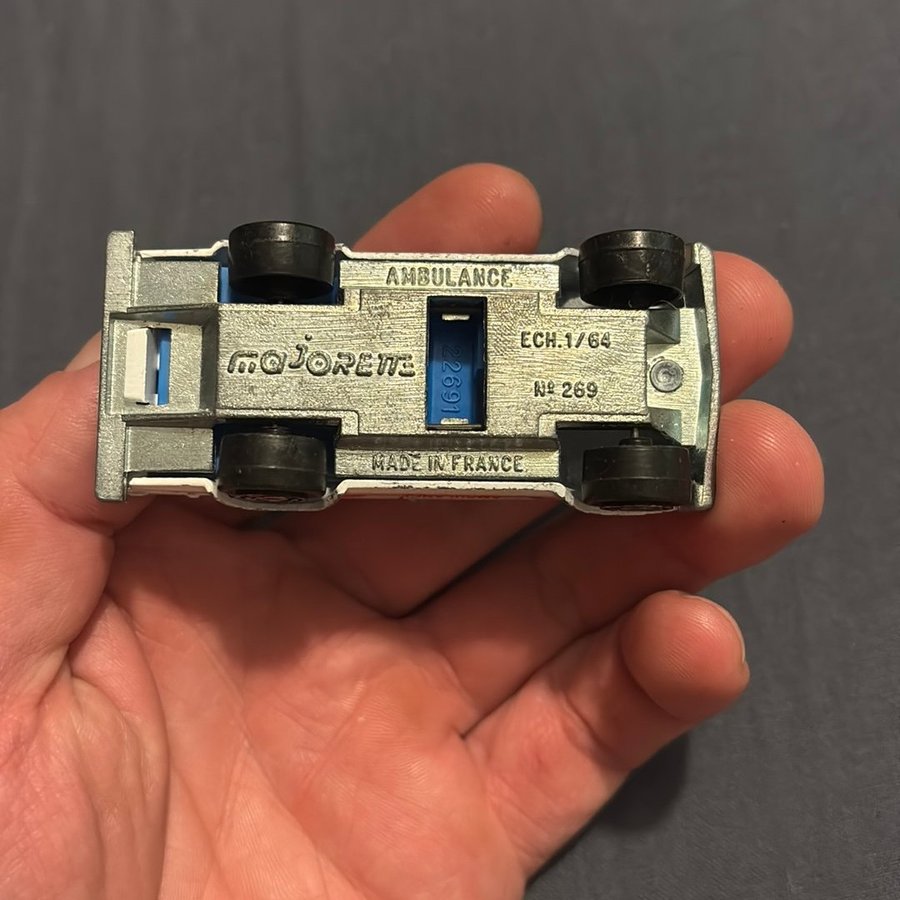 AMBULANCE
majorette
22691
ECH.1/64
Nº 269
MADE IN FRANCE